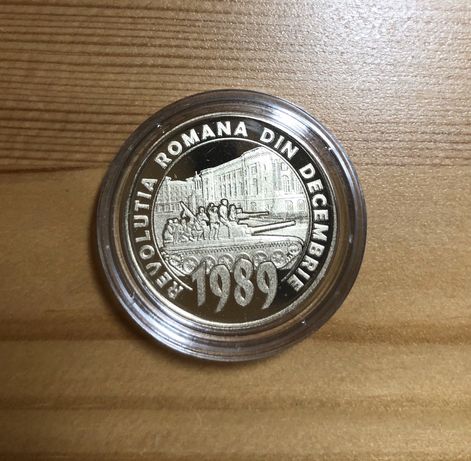 REVOLUTIA ROMANA DIN DECEMBRIE
1989